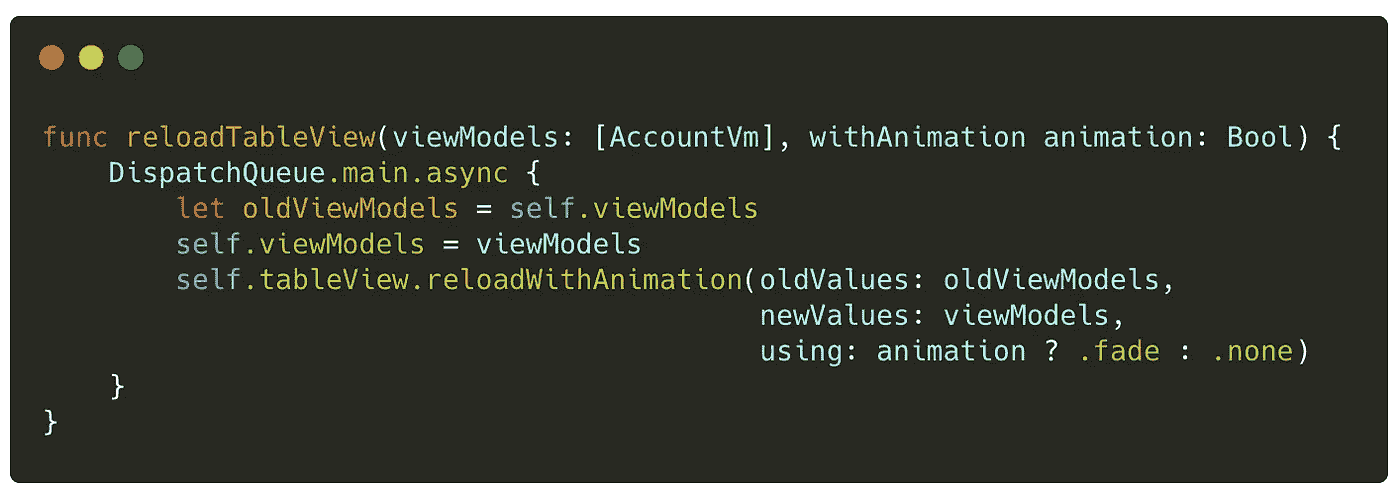 func reloadTableView(viewModels: [AccountVm], withAnimation animation: Bool) {
    DispatchQueue.main.async {
        let oldViewModels = self.viewModels
        self.viewModels = viewModels
        self.tableView.reloadWithAnimation(oldValues: oldViewModels,
                                           newValues: viewModels,
                                           using: animation ? .fade : .none)
    }
}